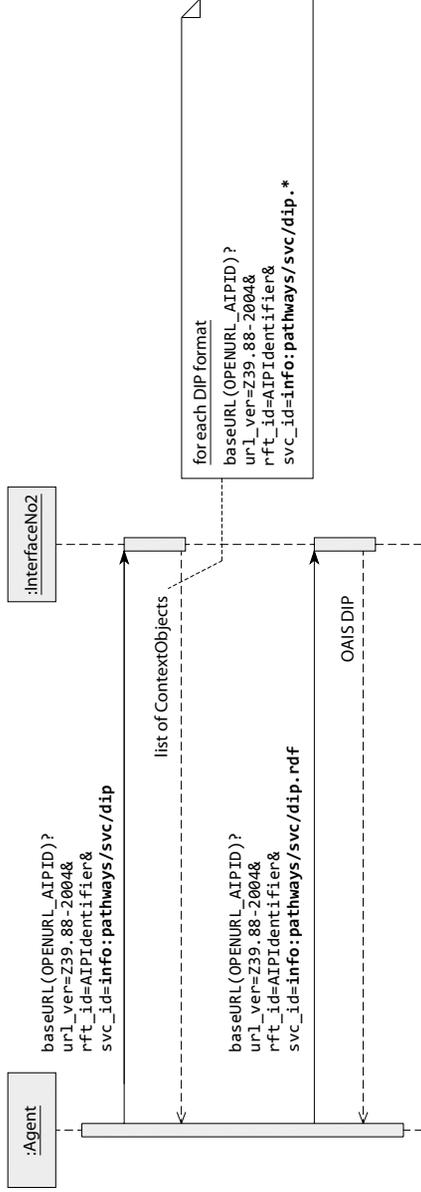 :Agent
:InterfaceNo2
baseURL(OPENURL_AIPID)?
url_ver=Z39.88-2004&
rft_id=AIPIdentifier&
svc_id=info:pathways/svc/dip
list of ContextObjects
for each DIP format
baseURL(OPENURL_AIPID)?
url_ver=Z39.88-2004&
rft_id=AIPIdentifier&
svc_id=info:pathways/svc/dip.*
baseURL(OPENURL_AIPID)?
url_ver=Z39.88-2004&
rft_id=AIPIdentifier&
svc_id=info:pathways/svc/dip.rdf
OAIS DIP